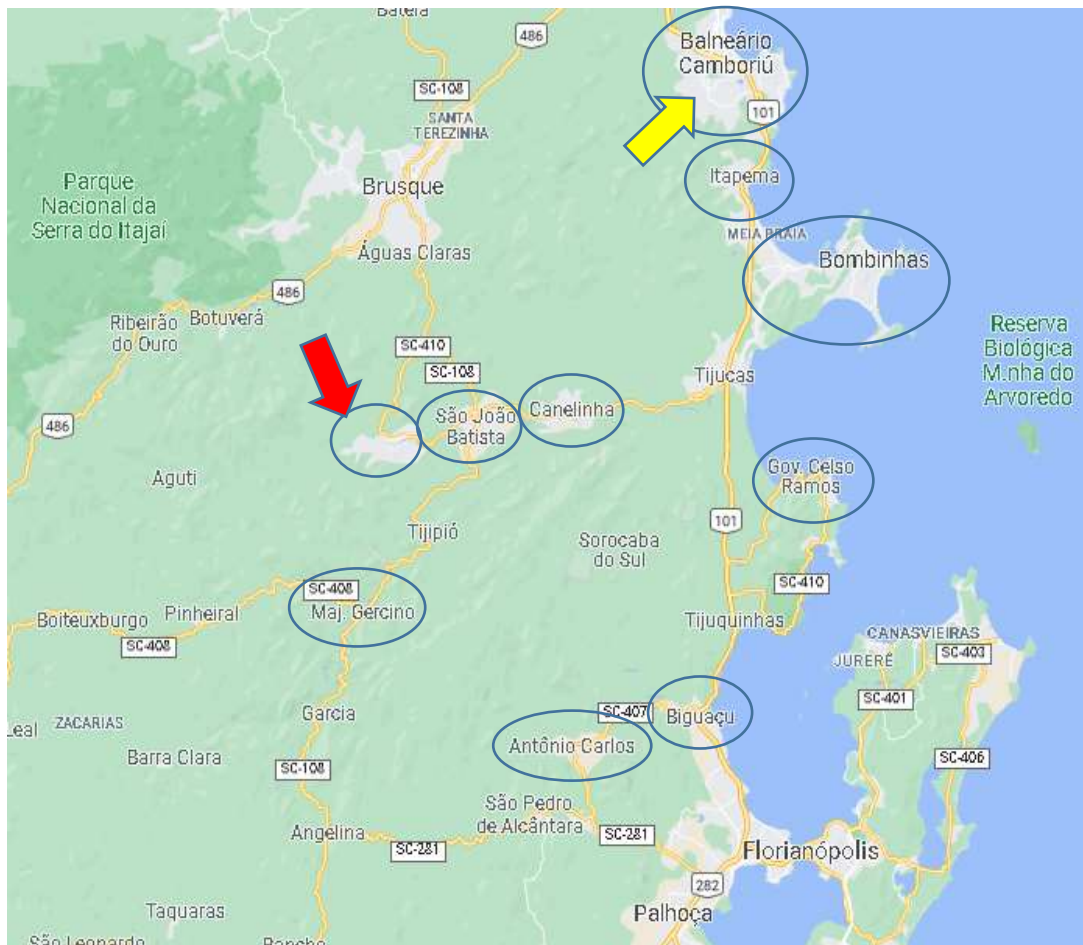 Batera
486
Balneário
Camboriú
SC-108
101
SANTA
TEREZINHA
Parque
Nacional da
Serra do Itajaí
Brusque
Itapema
MEIA PRAIA
Águas Claras
Bombinhas
486
Ribeirão
do Ouro
Botuverá
Reserva
Biológica
M.nha do
Arvoredo
SC-410
SC-108
Tijucas
486
São João
Batista
Canelinha
Aguti
Gov. Celso
Ramos
101
Tijipió
Sorocaba
do Sul
SC-408
SC-410
Boiteuxburgo
Pinheiral
Maj. Gercino
Tijuquinhas
SC-408
CANASVIEIRAS
JURERÊ
SC-403
SC-401
Leal
ZACARIAS
Garcia
SC-407
Biguaçu
Antônio Carlos
Barra Clara
SC-108
SC-406
São Pedro
de Alcântara
Angelina
SC-281
SC-281
Florianópolis
282
Taquaras
Palhoça
São Leonardo
Rancho